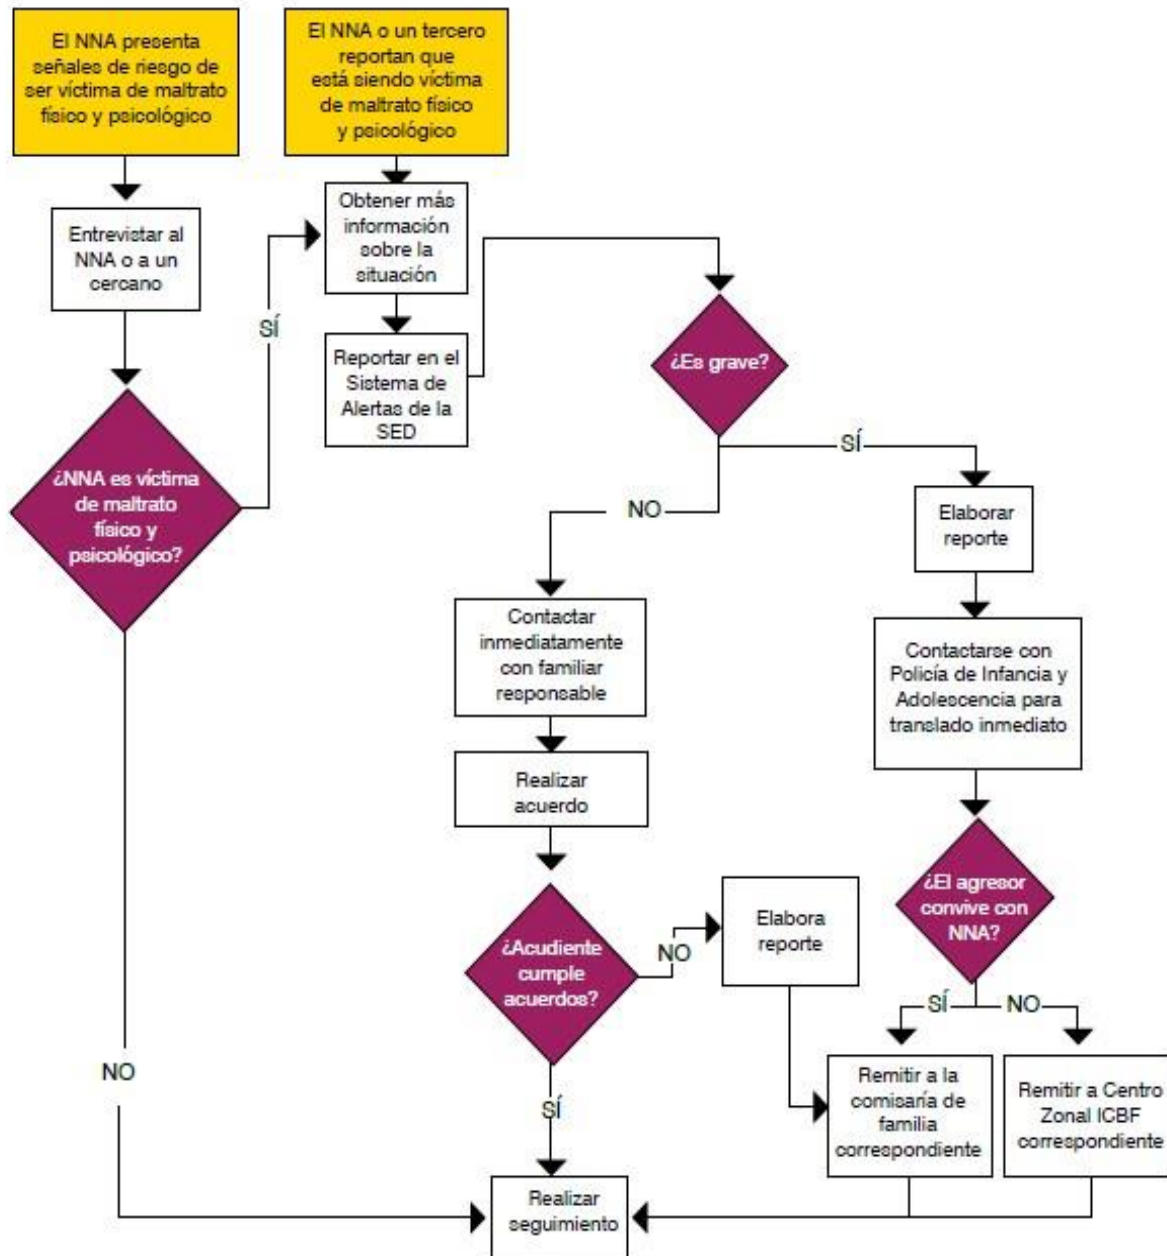 El NNA presenta
señales de riesgo de
ser víctima de maltrato
físico y psicológico
El NNA o un tercero
reportan que
está siendo víctima
de maltrato físico
y psicológico
Entrevistar al
NNA o a un
cercano
Obtener más
información
sobre la
situación
SÍ
Reportar en el
Sistema de
Alertas de la
SED
¿Es grave?
¿NNA es víctima
de maltrato
físico y
psicológico?
SÍ
NO
Elaborar
reporte
Contactar
inmediatamente
con familiar
responsable
Contactarse con
Policía de Infancia y
Adolescencia para
translado inmediato
Realizar
acuerdo
¿El agresor
convive con
NNA?
¿Acudiente
cumple
acuerdos?
NO
Elabora
reporte
SÍ
NO
NO
SÍ
Remitir a la
comisaría de
familia
correspondiente
Remitir a Centro
Zonal ICBF
correspondiente
Realizar
seguimiento